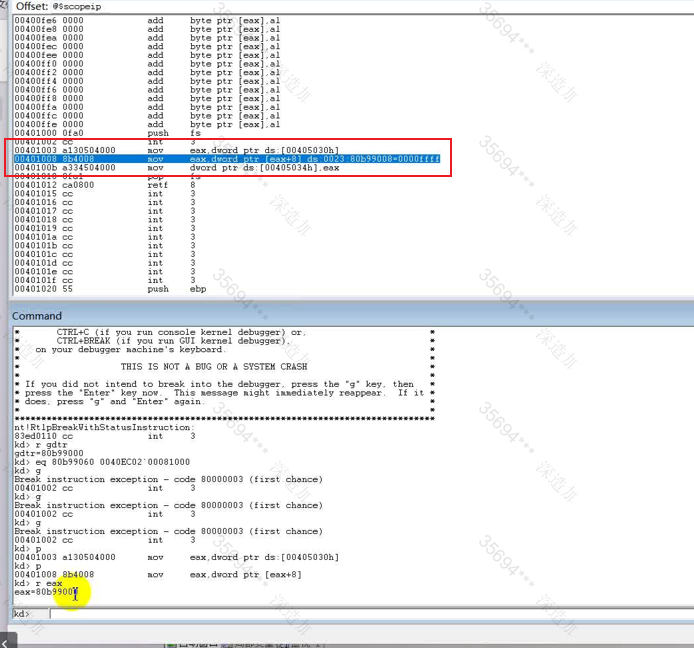 Offset: @$scopeip
00400fe6 0000 add byte ptr [eax],al
00400fe8 0000 add byte ptr [eax],al
00400fea 0000 add byte ptr [eax],al
00400fec 0000 add byte ptr [eax],al
00400fee 0000 add byte ptr [eax],al
00400ff0 0000 add byte ptr [eax],al
00400ff2 0000 add byte ptr [eax],al
00400ff4 0000 add byte ptr [eax],al
00400ff6 0000 add byte ptr [eax],al
00400ff8 0000 add byte ptr [eax],al
00400ffa 0000 add byte ptr [eax],al
00400ffc 0000 add byte ptr [eax],al
00400ffe 0000 add byte ptr [eax],al
00401000 0fa0 push fs
00401002 cc int 3
00401003 a130504000 mov eax,dword ptr ds:[00405030h]
00401008 8b4008 mov eax,dword ptr [eax+8] ds:0023:80b99008=0000ffff
0040100b a334504000 mov dword ptr ds:[00405034h],eax
00401010 0fa1 pop fs
00401012 ca0800 retf 8
00401015 cc int 3
00401016 cc int 3
00401017 cc int 3
00401018 cc int 3
00401019 cc int 3
0040101a cc int 3
0040101b cc int 3
0040101c cc int 3
0040101d cc int 3
0040101e cc int 3
0040101f cc int 3
00401020 55 push ebp
Command
* CTRL+C (if you run console kernel debugger) or, *
* CTRL+BREAK (if you run GUI kernel debugger), *
* on your debugger machine's keyboard. *
* *
* THIS IS NOT A BUG OR A SYSTEM CRASH *
* *
* If you did not intend to break into the debugger, press the "g" key, then *
* press the "Enter" key now. This message might immediately reappear. If it *
* does, press "g" and "Enter" again. *
* *
*******************************************************************************
nt!RtlpBreakWithStatusInstruction:
83ed0110 cc int 3
kd> r gdtr
gdtr=80b99000
kd> eq 80b99060 0040EC02`00081000
kd> g
Break instruction exception - code 80000003 (first chance)
00401002 cc int 3
kd> g
Break instruction exception - code 80000003 (first chance)
00401002 cc int 3
kd> g
Break instruction exception - code 80000003 (first chance)
00401002 cc int 3
kd> p
00401003 a130504000 mov eax,dword ptr ds:[00405030h]
kd> p
00401008 8b4008 mov eax,dword ptr [eax+8]
kd> r eax
eax=80b99000
kd>
35694*** 深造加